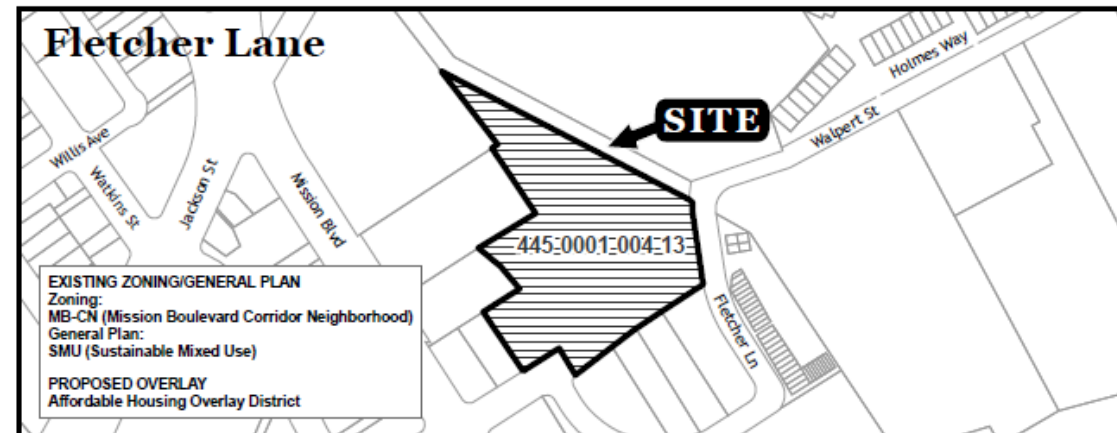 Fletcher Lane
SITE
Holmes Way
Walpert St
Willis Ave
Watkins St
Jackson St
Mission Blvd
445-0001-004-13
Fletcher Ln
EXISTING ZONING/GENERAL PLAN
Zoning:
MB-CN (Mission Boulevard Corridor Neighborhood)
General Plan:
SMU (Sustainable Mixed Use)
PROPOSED OVERLAY
Affordable Housing Overlay District